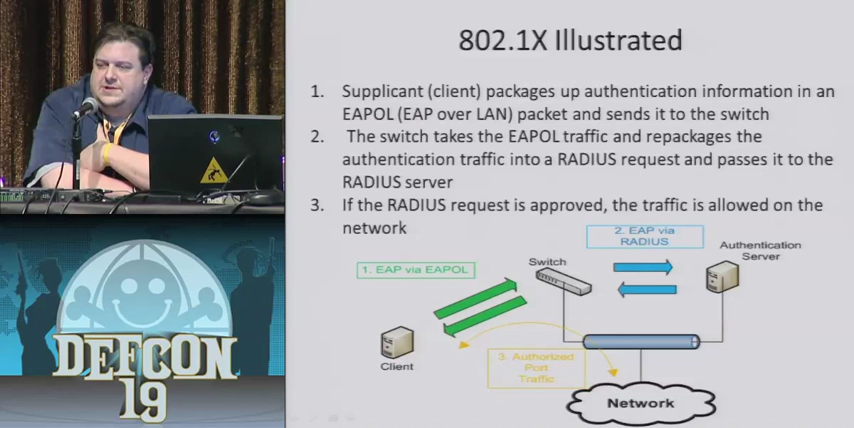 802.1X Illustrated
1. Supplicant (client) packages up authentication information in an
EAPOL (EAP over LAN) packet and sends it to the switch
2. The switch takes the EAPOL traffic and repackages the
authentication traffic into a RADIUS request and passes it to the
RADIUS server
3. If the RADIUS request is approved, the traffic is allowed on the
network
2. EAP via
RADIUS
Authentication
Server
Switch
1. EAP via EAPOL
Client
3. Authorized
Port
Traffic
Network
DEFCON
19